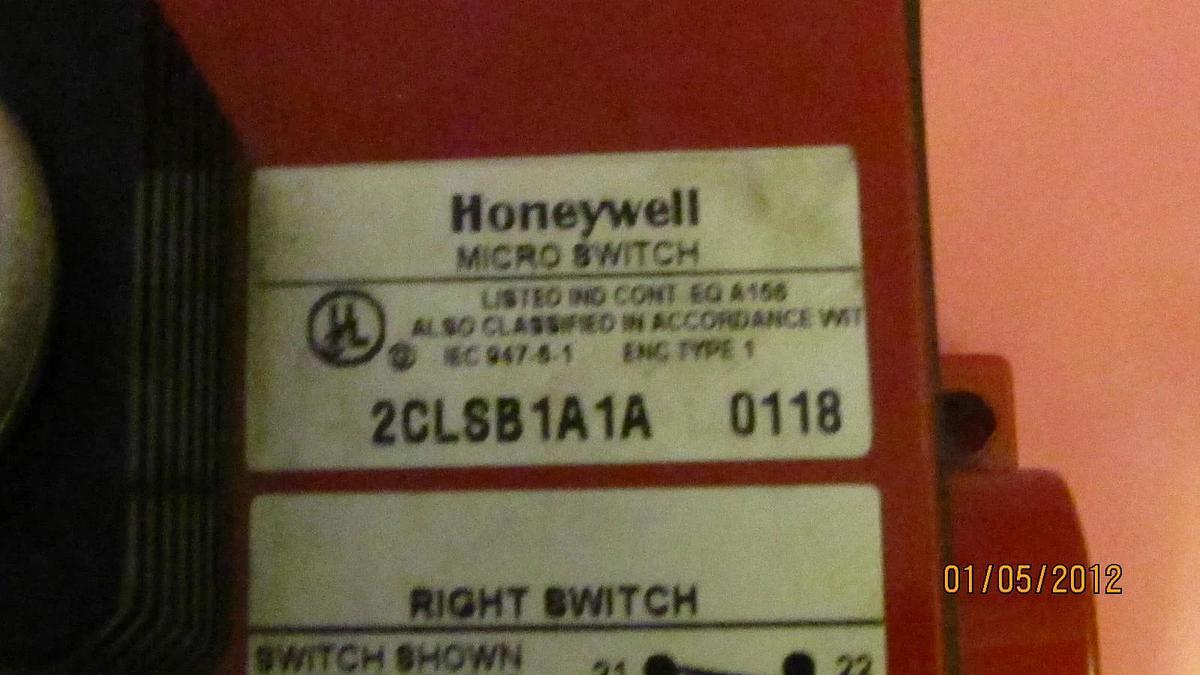 Honeywell
MICRO SWITCH
UL
LISTED IND CONT EQ A156
ALSO CLASSIFIED IN ACCORDANCE WIT
IEC 947-5-1 ENC TYPE 1
2CLSB1A1A 0118
RIGHT SWITCH
SWITCH SHOWN
21 22
01/05/2012